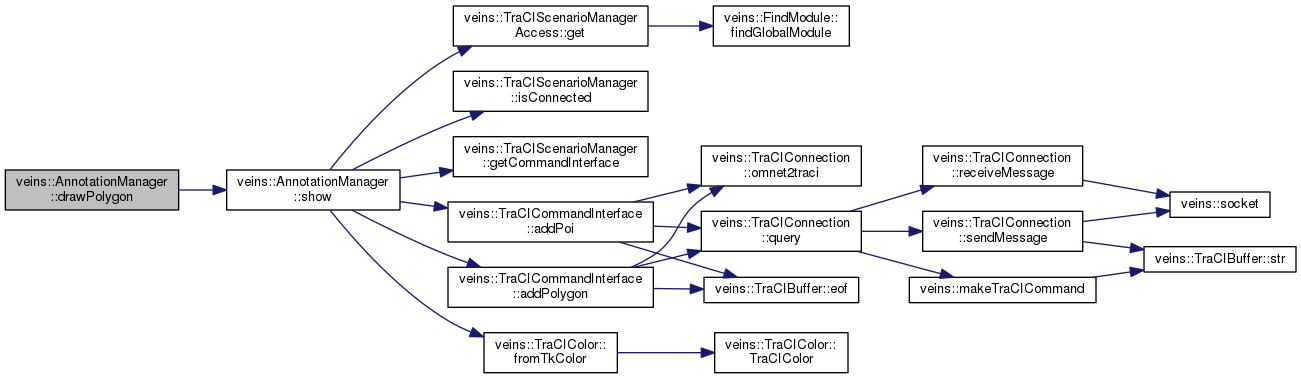 veins::AnnotationManager
::drawPolygon
veins::AnnotationManager
::show
veins::TraCIScenarioManager
Access::get
veins::FindModule::
findGlobalModule
veins::TraCIScenarioManager
::isConnected
veins::TraCIScenarioManager
::getCommandInterface
veins::TraCICommandInterface
::addPoi
veins::TraCICommandInterface
::addPolygon
veins::TraCIColor::
fromTkColor
veins::TraCIConnection
::omnet2traci
veins::TraCIConnection
::query
veins::TraCIBuffer::eof
veins::TraCIColor::
TraCIColor
veins::TraCIConnection
::receiveMessage
veins::TraCIConnection
::sendMessage
veins::makeTraCICommand
veins::socket
veins::TraCIBuffer::str